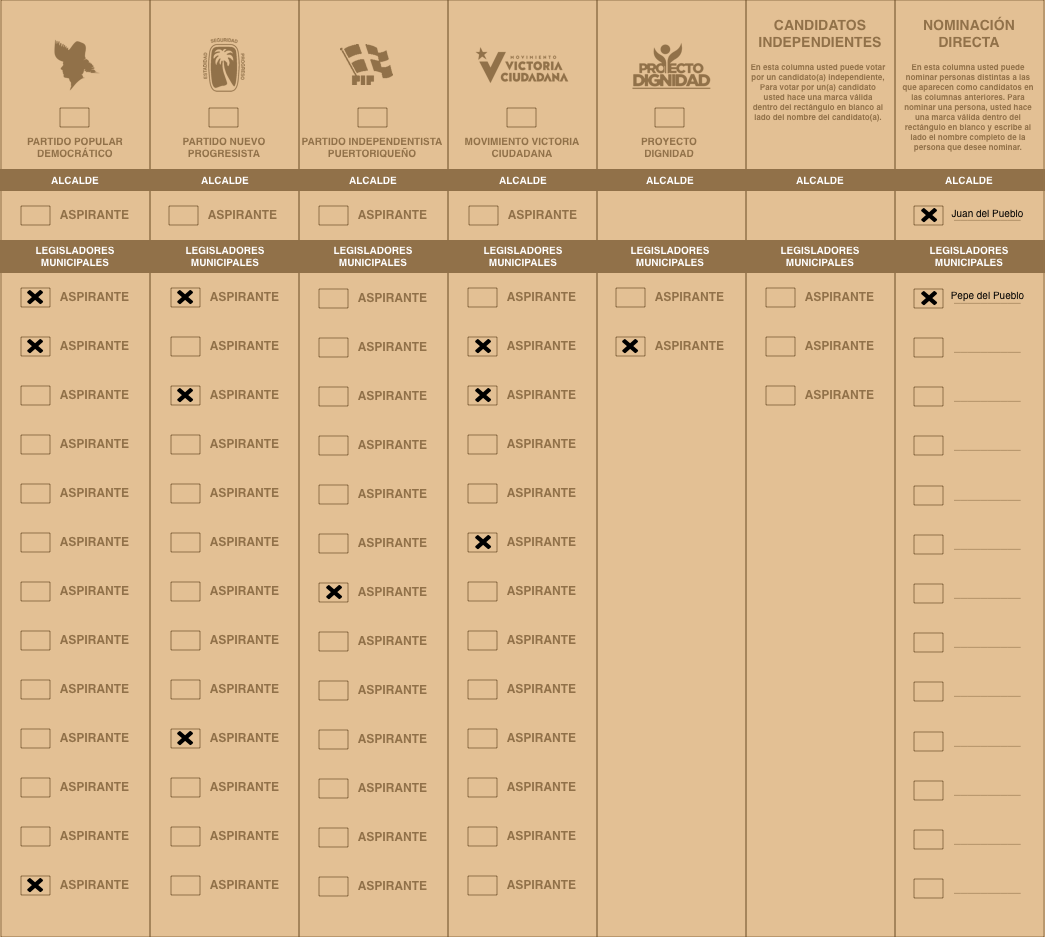 SEGURIDAD
ESTADIDAD
PROGRESO
PIP
MOVIMIENTO
VICTORIA
CIUDADANA
PROYECTO
DIGNIDAD
PARTIDO POPULAR
DEMOCRÁTICO
PARTIDO NUEVO
PROGRESISTA
PARTIDO INDEPENDENTISTA
PUERTORIQUEÑO
MOVIMIENTO VICTORIA
CIUDADANA
PROYECTO
DIGNIDAD
CANDIDATOS
INDEPENDIENTES
En esta columna usted puede votar
por un candidato(a) independiente,
Para votar por un(a) candidato
usted hace una marca válida
dentro del rectángulo en blanco al
lado del nombre del candidato(a).
NOMINACIÓN
DIRECTA
En esta columna usted puede
nominar personas distintas a las
que aparecen como candidatos en
las columnas anteriores. Para
nominar una persona, usted hace
una marca válida dentro del
rectángulo en blanco y escribe al
lado el nombre completo de la
persona que desee nominar.
ALCALDE ALCALDE ALCALDE ALCALDE ALCALDE ALCALDE ALCALDE
ASPIRANTE ASPIRANTE ASPIRANTE ASPIRANTE Juan del Pueblo
LEGISLADORES LEGISLADORES LEGISLADORES LEGISLADORES LEGISLADORES LEGISLADORES LEGISLADORES
MUNICIPALES MUNICIPALES MUNICIPALES MUNICIPALES MUNICIPALES MUNICIPALES MUNICIPALES
ASPIRANTE ASPIRANTE ASPIRANTE ASPIRANTE ASPIRANTE ASPIRANTE Pepe del Pueblo
ASPIRANTE ASPIRANTE ASPIRANTE ASPIRANTE ASPIRANTE ASPIRANTE
ASPIRANTE ASPIRANTE ASPIRANTE ASPIRANTE ASPIRANTE
ASPIRANTE ASPIRANTE ASPIRANTE ASPIRANTE
ASPIRANTE ASPIRANTE ASPIRANTE ASPIRANTE
ASPIRANTE ASPIRANTE ASPIRANTE ASPIRANTE
ASPIRANTE ASPIRANTE ASPIRANTE ASPIRANTE
ASPIRANTE ASPIRANTE ASPIRANTE ASPIRANTE
ASPIRANTE ASPIRANTE ASPIRANTE ASPIRANTE
ASPIRANTE ASPIRANTE ASPIRANTE ASPIRANTE
ASPIRANTE ASPIRANTE ASPIRANTE ASPIRANTE
ASPIRANTE ASPIRANTE ASPIRANTE ASPIRANTE
ASPIRANTE ASPIRANTE ASPIRANTE ASPIRANTE